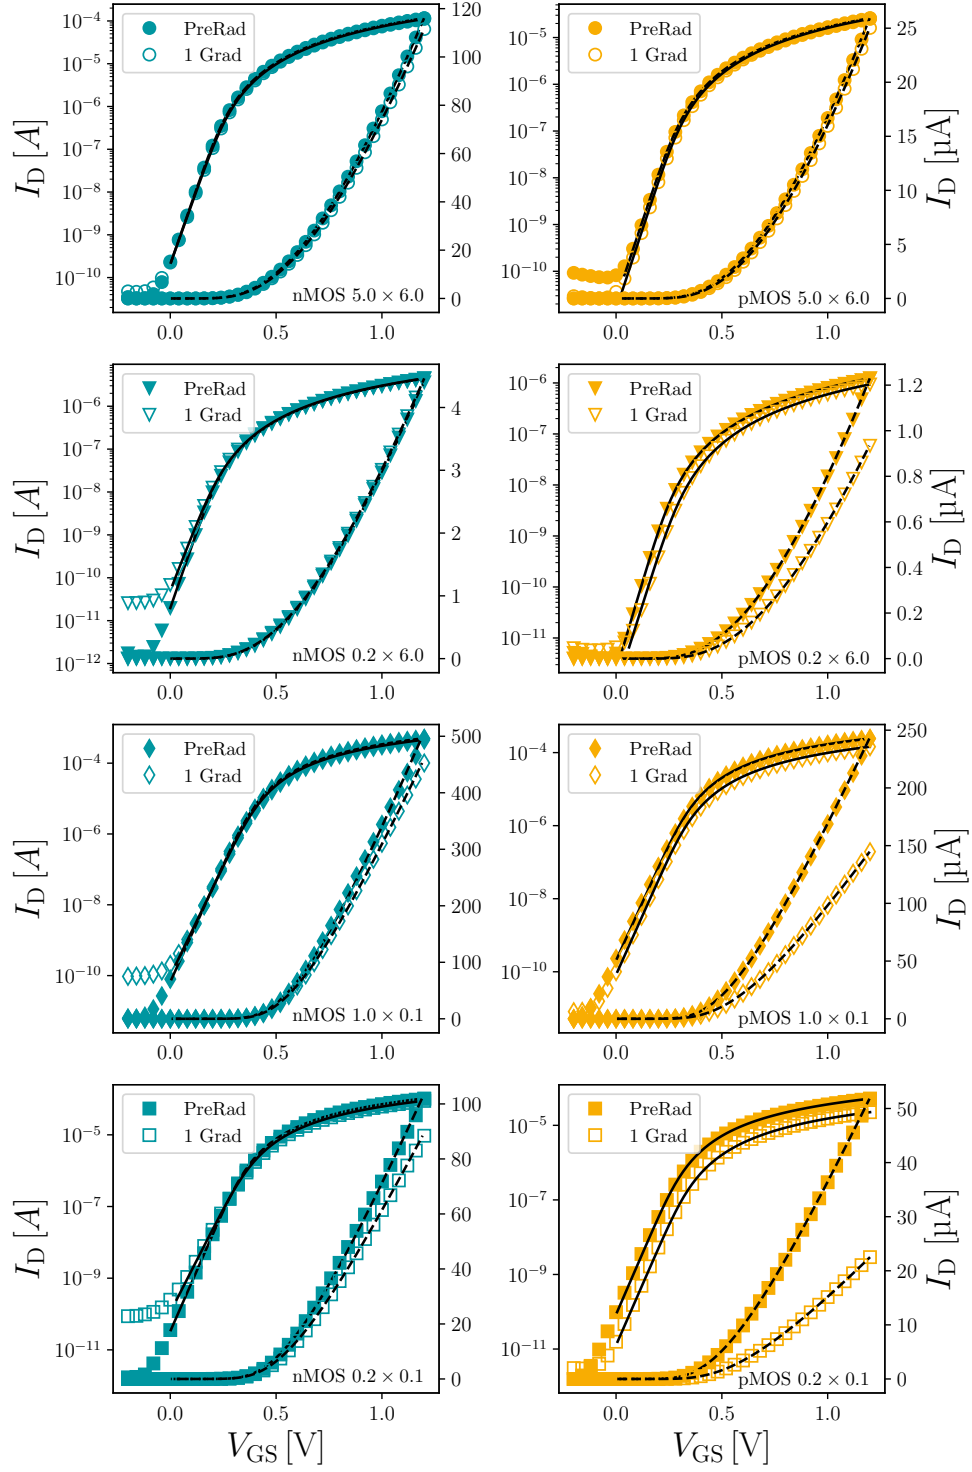 PreRad
1 Grad
10⁻⁴
10⁻⁵
10⁻⁶
10⁻⁷
10⁻⁸
10⁻⁹
10⁻¹⁰
I_D [A]
120
100
80
60
40
20
0
nMOS 5.0 × 6.0
0.0 0.5 1.0
PreRad
1 Grad
10⁻⁵
10⁻⁶
10⁻⁷
10⁻⁸
10⁻⁹
10⁻¹⁰
25
20
15
10
5
0
I_D [µA]
pMOS 5.0 × 6.0
0.0 0.5 1.0
PreRad
1 Grad
10⁻⁶
10⁻⁷
10⁻⁸
10⁻⁹
10⁻¹⁰
10⁻¹¹
10⁻¹²
I_D [A]
4
3
2
1
0
nMOS 0.2 × 6.0
0.0 0.5 1.0
PreRad
1 Grad
10⁻⁶
10⁻⁷
10⁻⁸
10⁻⁹
10⁻¹⁰
10⁻¹¹
1.2
1.0
0.8
0.6
0.4
0.2
0.0
I_D [µA]
pMOS 0.2 × 6.0
0.0 0.5 1.0
PreRad
1 Grad
10⁻⁴
10⁻⁶
10⁻⁸
10⁻¹⁰
I_D [A]
500
400
300
200
100
0
nMOS 1.0 × 0.1
0.0 0.5 1.0
PreRad
1 Grad
10⁻⁴
10⁻⁶
10⁻⁸
10⁻¹⁰
250
200
150
100
50
0
I_D [µA]
pMOS 1.0 × 0.1
0.0 0.5 1.0
PreRad
1 Grad
10⁻⁵
10⁻⁷
10⁻⁹
10⁻¹¹
I_D [A]
100
80
60
40
20
0
nMOS 0.2 × 0.1
0.0 0.5 1.0
V_GS [V]
PreRad
1 Grad
10⁻⁵
10⁻⁷
10⁻⁹
10⁻¹¹
50
40
30
20
10
0
I_D [µA]
pMOS 0.2 × 0.1
0.0 0.5 1.0
V_GS [V]